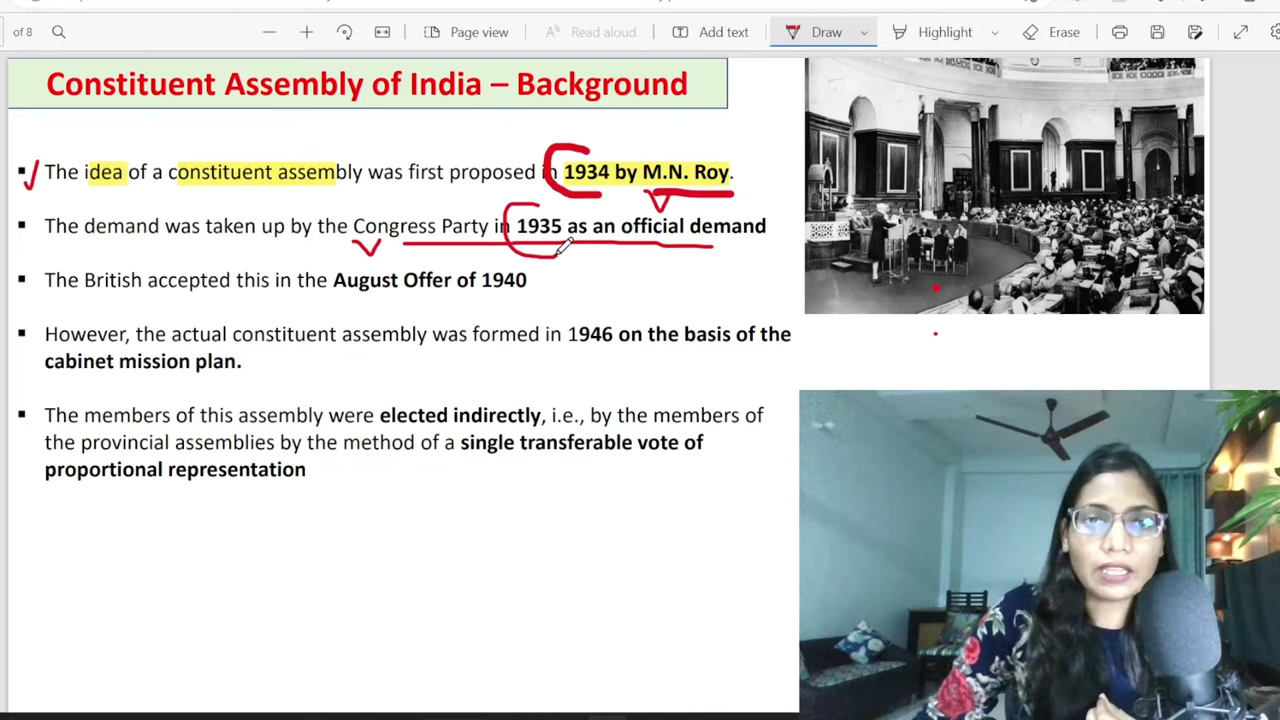 of 8
Page view
Read aloud
Add text
Draw
Highlight
Erase
Constituent Assembly of India – Background
▪ The idea of a constituent assembly was first proposed in 1934 by M.N. Roy.
▪ The demand was taken up by the Congress Party in 1935 as an official demand
▪ The British accepted this in the August Offer of 1940
▪ However, the actual constituent assembly was formed in 1946 on the basis of the
cabinet mission plan.
▪ The members of this assembly were elected indirectly, i.e., by the members of
the provincial assemblies by the method of a single transferable vote of
proportional representation